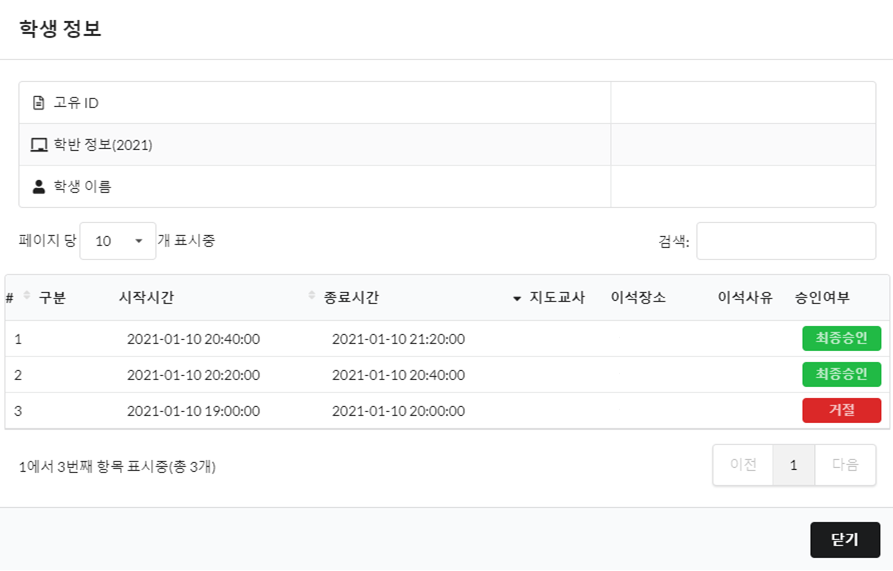 학생 정보
고유 ID
학반 정보(2021)
학생 이름
페이지 당 10 개 표시중 검색:
# 구분 시작시간 종료시간 지도교사 이석장소 이석사유 승인여부
1 2021-01-10 20:40:00 2021-01-10 21:20:00 최종승인
2 2021-01-10 20:20:00 2021-01-10 20:40:00 최종승인
3 2021-01-10 19:00:00 2021-01-10 20:00:00 거절
1에서 3번째 항목 표시중(총 3개) 이전 1 다음
닫기